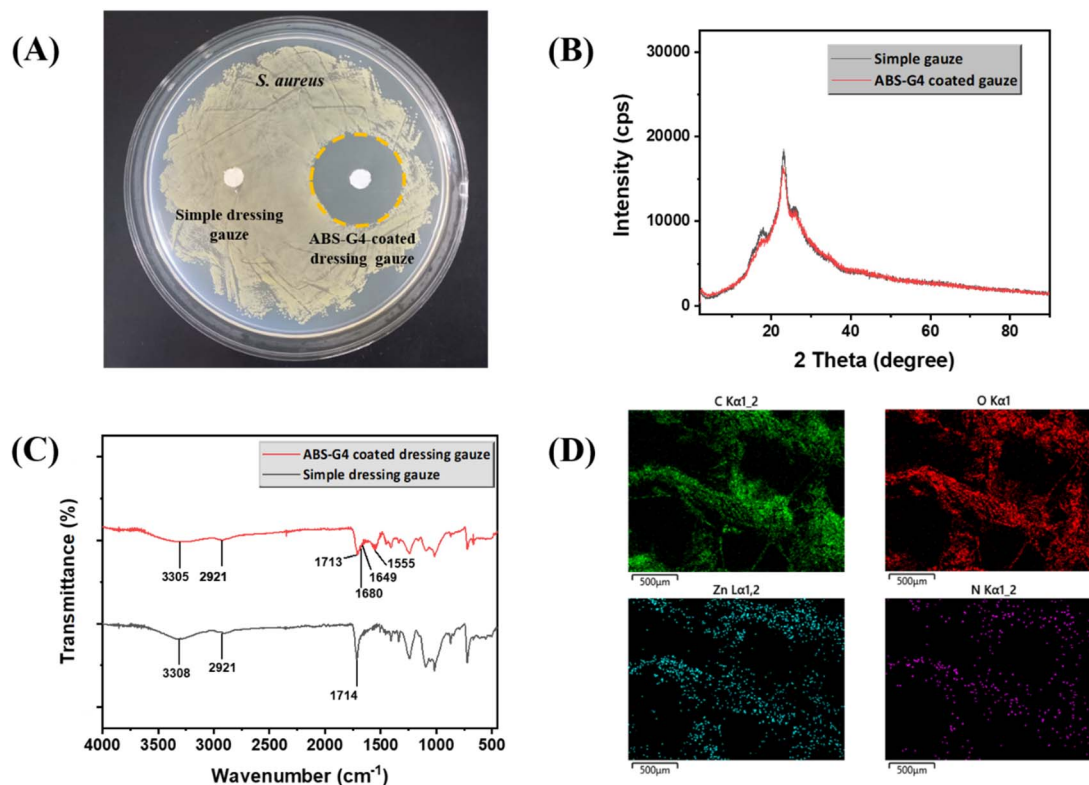 (A)
S. aureus
Simple dressing
gauze
ABS-G4-coated
dressing gauze
(B)
30000
20000
10000
0
Intensity (cps)
Simple gauze
ABS-G4 coated gauze
20
40
60
80
2 Theta (degree)
(C)
Transmittance (%)
ABS-G4 coated dressing gauze
Simple dressing gauze
3305
2921
1713
1649
1555
1680
3308
2921
1714
4000
3500
3000
2500
2000
1500
1000
500
Wavenumber (cm⁻¹)
(D)
C Kα1_2
O Kα1
500μm
500μm
Zn Lα1,2
N Kα1_2
500μm
500μm